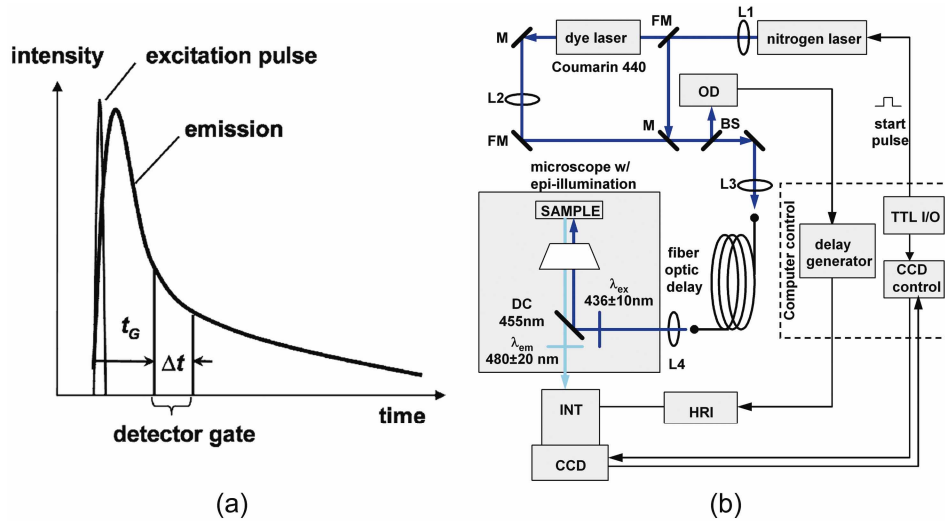 intensity
excitation pulse
emission
t_G
Δt
time
detector gate
(a)
L1
FM
M
dye laser
nitrogen laser
Coumarin 440
L2
OD
start
pulse
FM
M
BS
microscope w/
epi-illumination
L3
SAMPLE
Computer control
TTL I/O
fiber
optic
delay
delay
generator
CCD
control
λex
436±10nm
DC
455nm
λem
480±20 nm
L4
INT
HRI
CCD
(b)